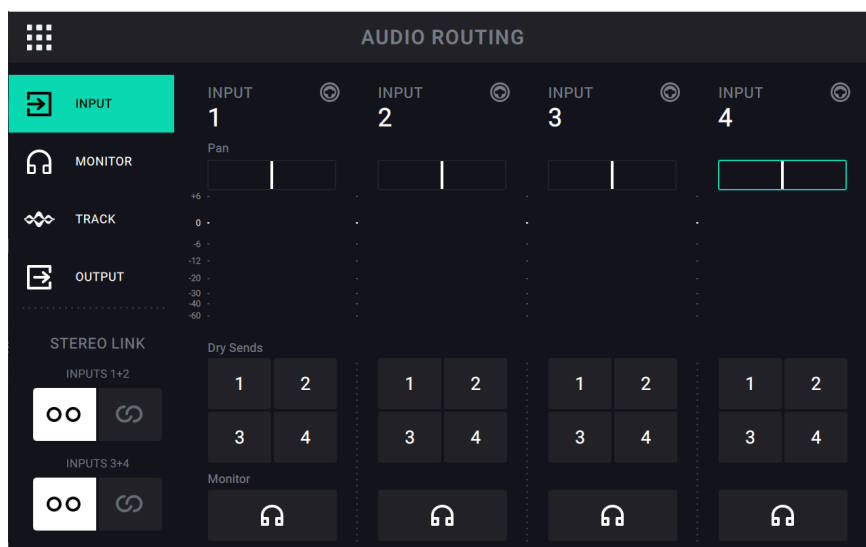 AUDIO ROUTING
INPUT
MONITOR
TRACK
OUTPUT
STEREO LINK
INPUTS 1+2
INPUTS 3+4
INPUT INPUT INPUT INPUT
1 2 3 4
Pan
+6
0
-6
-12
-20
-30
-40
-60
Dry Sends
1 2 1 2 1 2 1 2
3 4 3 4 3 4 3 4
Monitor